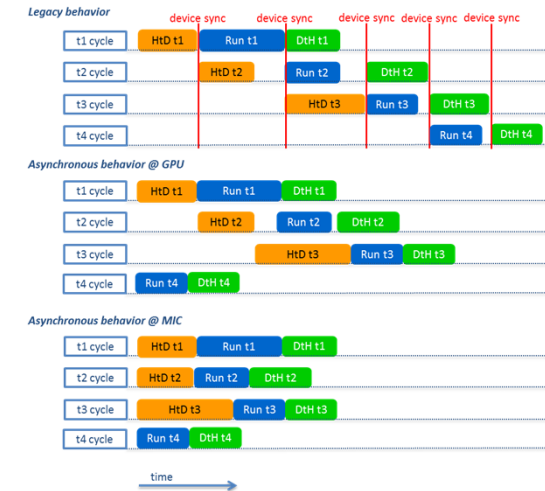 Legacy behavior
device sync device sync device sync device sync device sync
t1 cycle HtD t1 Run t1 DtH t1
t2 cycle HtD t2 Run t2 DtH t2
t3 cycle HtD t3 Run t3 DtH t3
t4 cycle Run t4 DtH t4
Asynchronous behavior @ GPU
t1 cycle HtD t1 Run t1 DtH t1
t2 cycle HtD t2 Run t2 DtH t2
t3 cycle HtD t3 Run t3 DtH t3
t4 cycle Run t4 DtH t4
Asynchronous behavior @ MIC
t1 cycle HtD t1 Run t1 DtH t1
t2 cycle HtD t2 Run t2 DtH t2
t3 cycle HtD t3 Run t3 DtH t3
t4 cycle Run t4 DtH t4
time